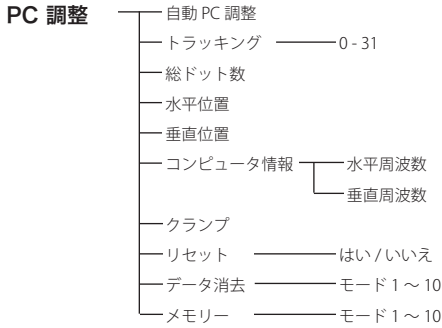 PC 調整 自動 PC 調整
トラッキング 0 - 31
総ドット数
水平位置
垂直位置
コンピュータ情報 水平周波数
垂直周波数
クランプ
リセット はい / いいえ
データ消去 モード 1 ～ 10
メモリー モード 1 ～ 10